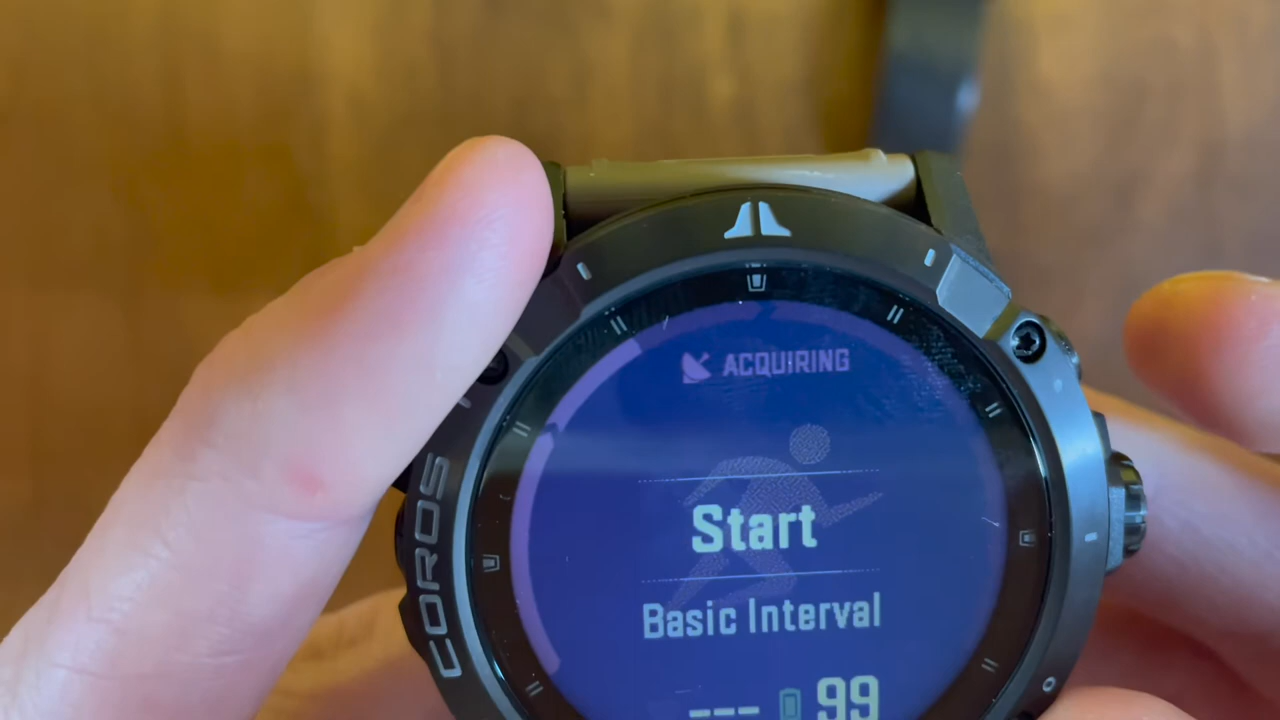 ACQUIRING
Start
Basic Interval
--- 99
COROS